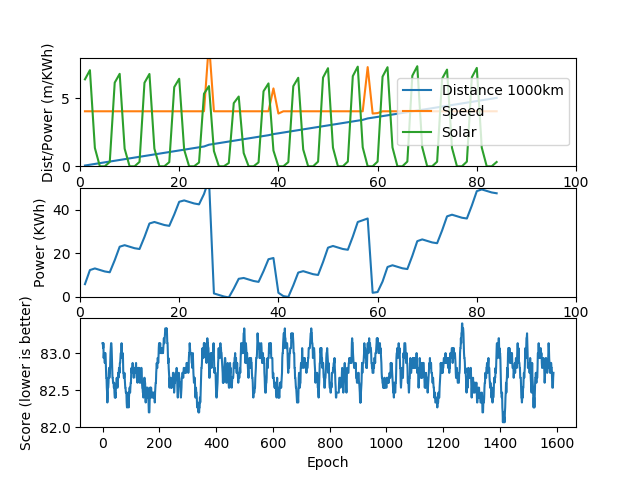 Dist/Power (m/KWh)
5
0
Distance 1000km
Speed
Solar
0 20 40 60 80 100
Power (KWh)
40
20
0
0 20 40 60 80 100
Score (lower is better)
83.0
82.5
82.0
0 200 400 600 800 1000 1200 1400 1600
Epoch